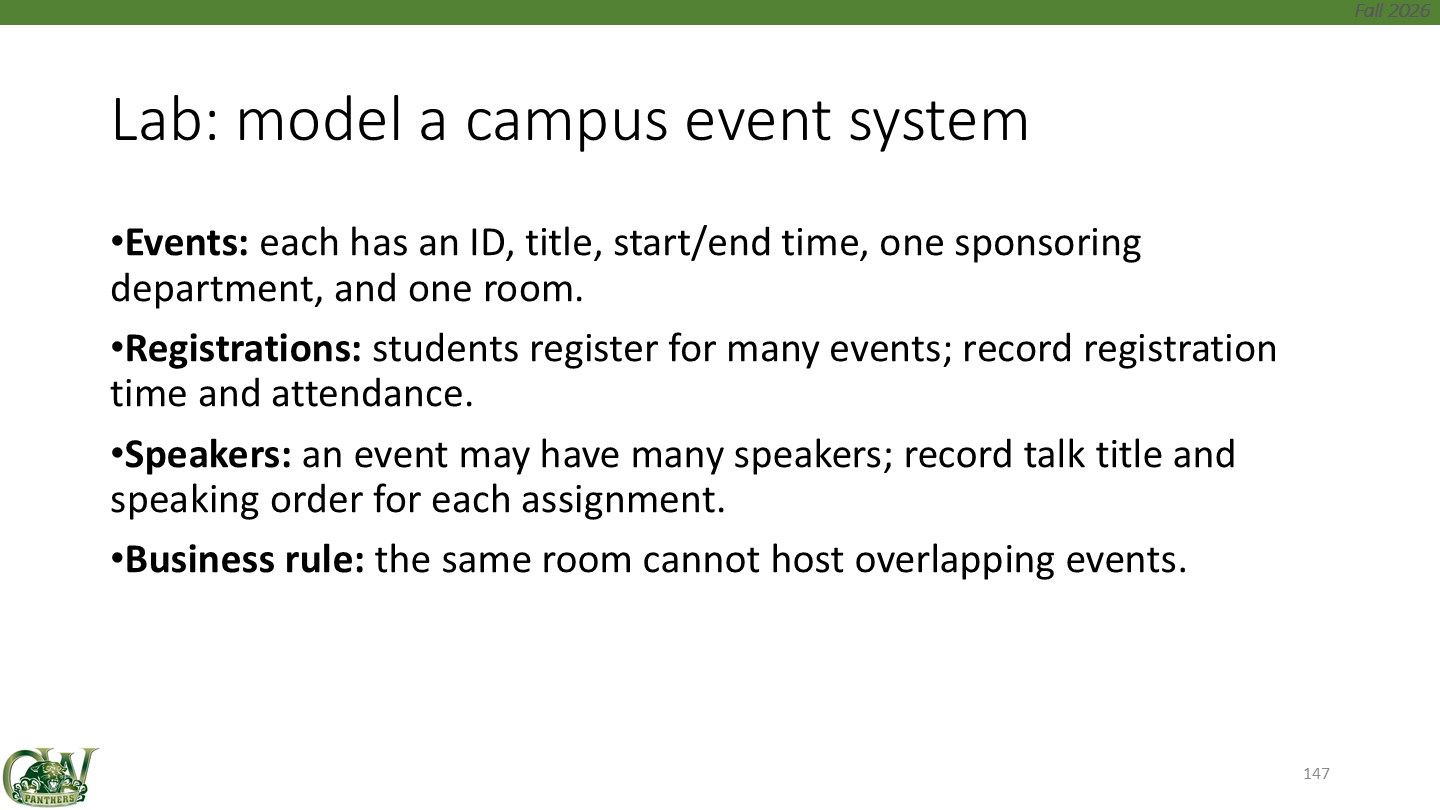 Fall 2026
Lab: model a campus event system
•Events: each has an ID, title, start/end time, one sponsoring
department, and one room.
•Registrations: students register for many events; record registration
time and attendance.
•Speakers: an event may have many speakers; record talk title and
speaking order for each assignment.
•Business rule: the same room cannot host overlapping events.
OW
PANTHERS
147